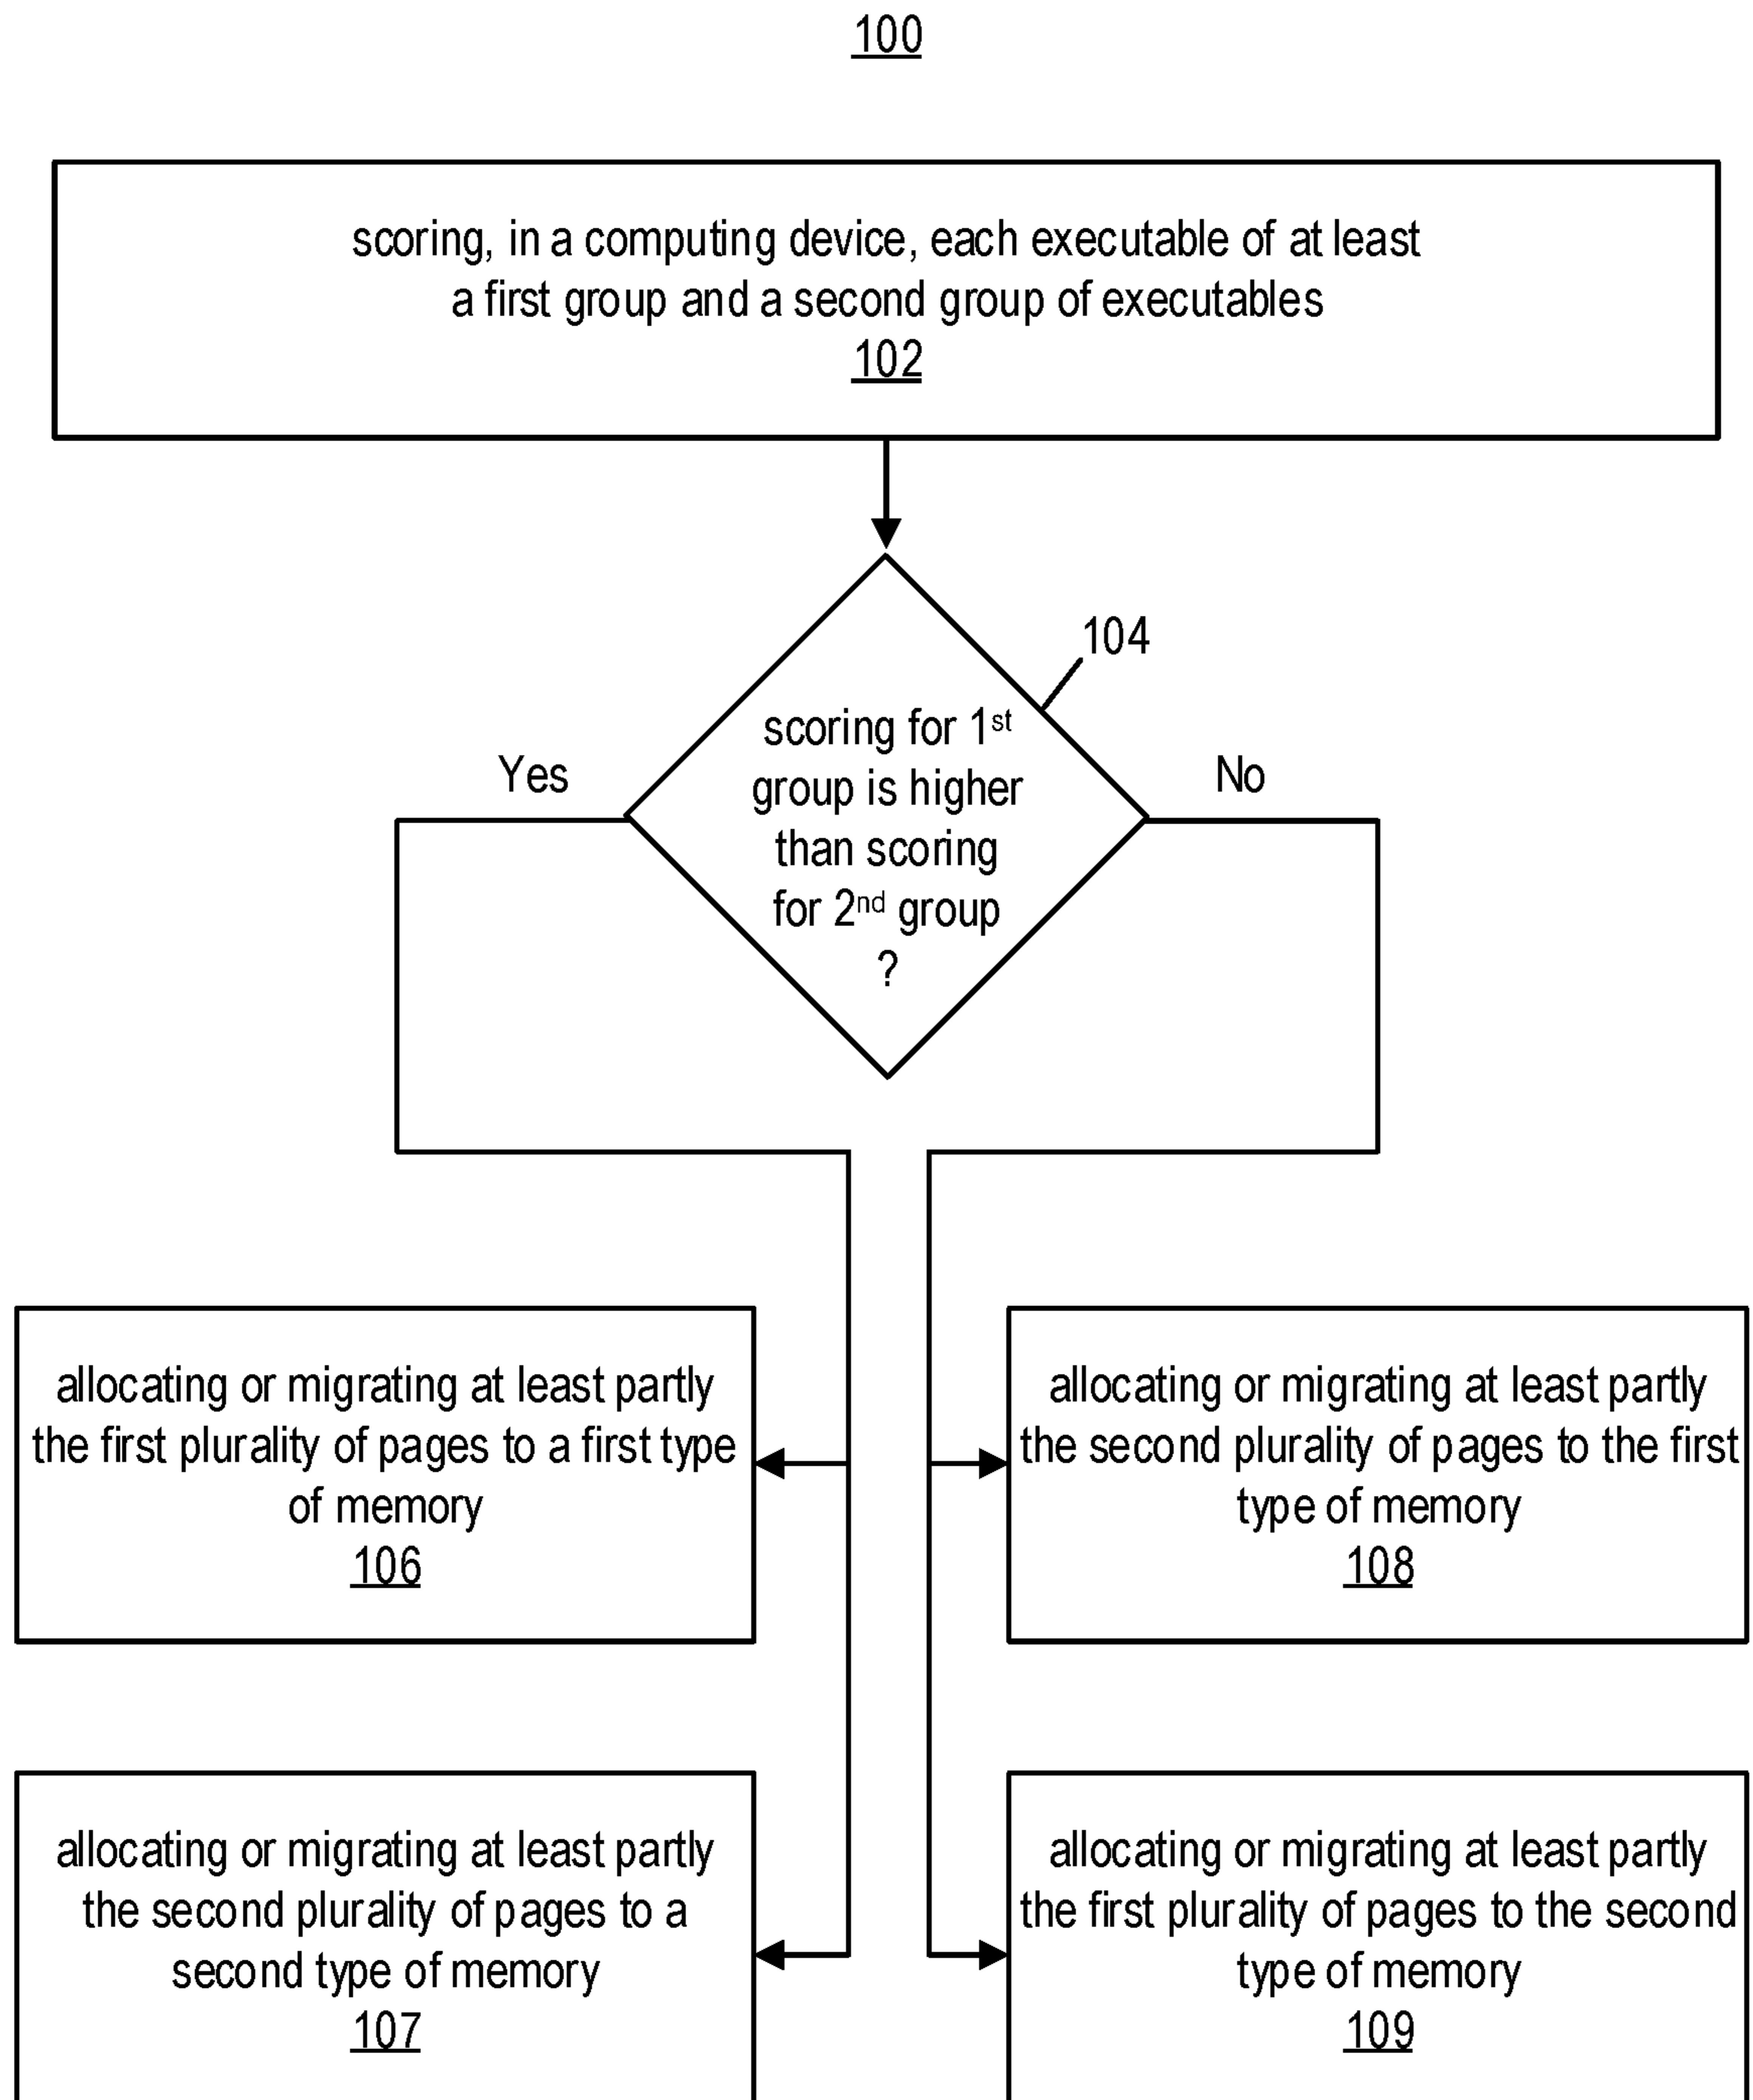 100
scoring, in a computing device, each executable of at least
a first group and a second group of executables
102
104
scoring for 1st
group is higher
than scoring
for 2nd group
?
Yes
No
allocating or migrating at least partly
the first plurality of pages to a first type
of memory
106
allocating or migrating at least partly
the second plurality of pages to the first
type of memory
108
allocating or migrating at least partly
the second plurality of pages to a
second type of memory
107
allocating or migrating at least partly
the first plurality of pages to the second
type of memory
109